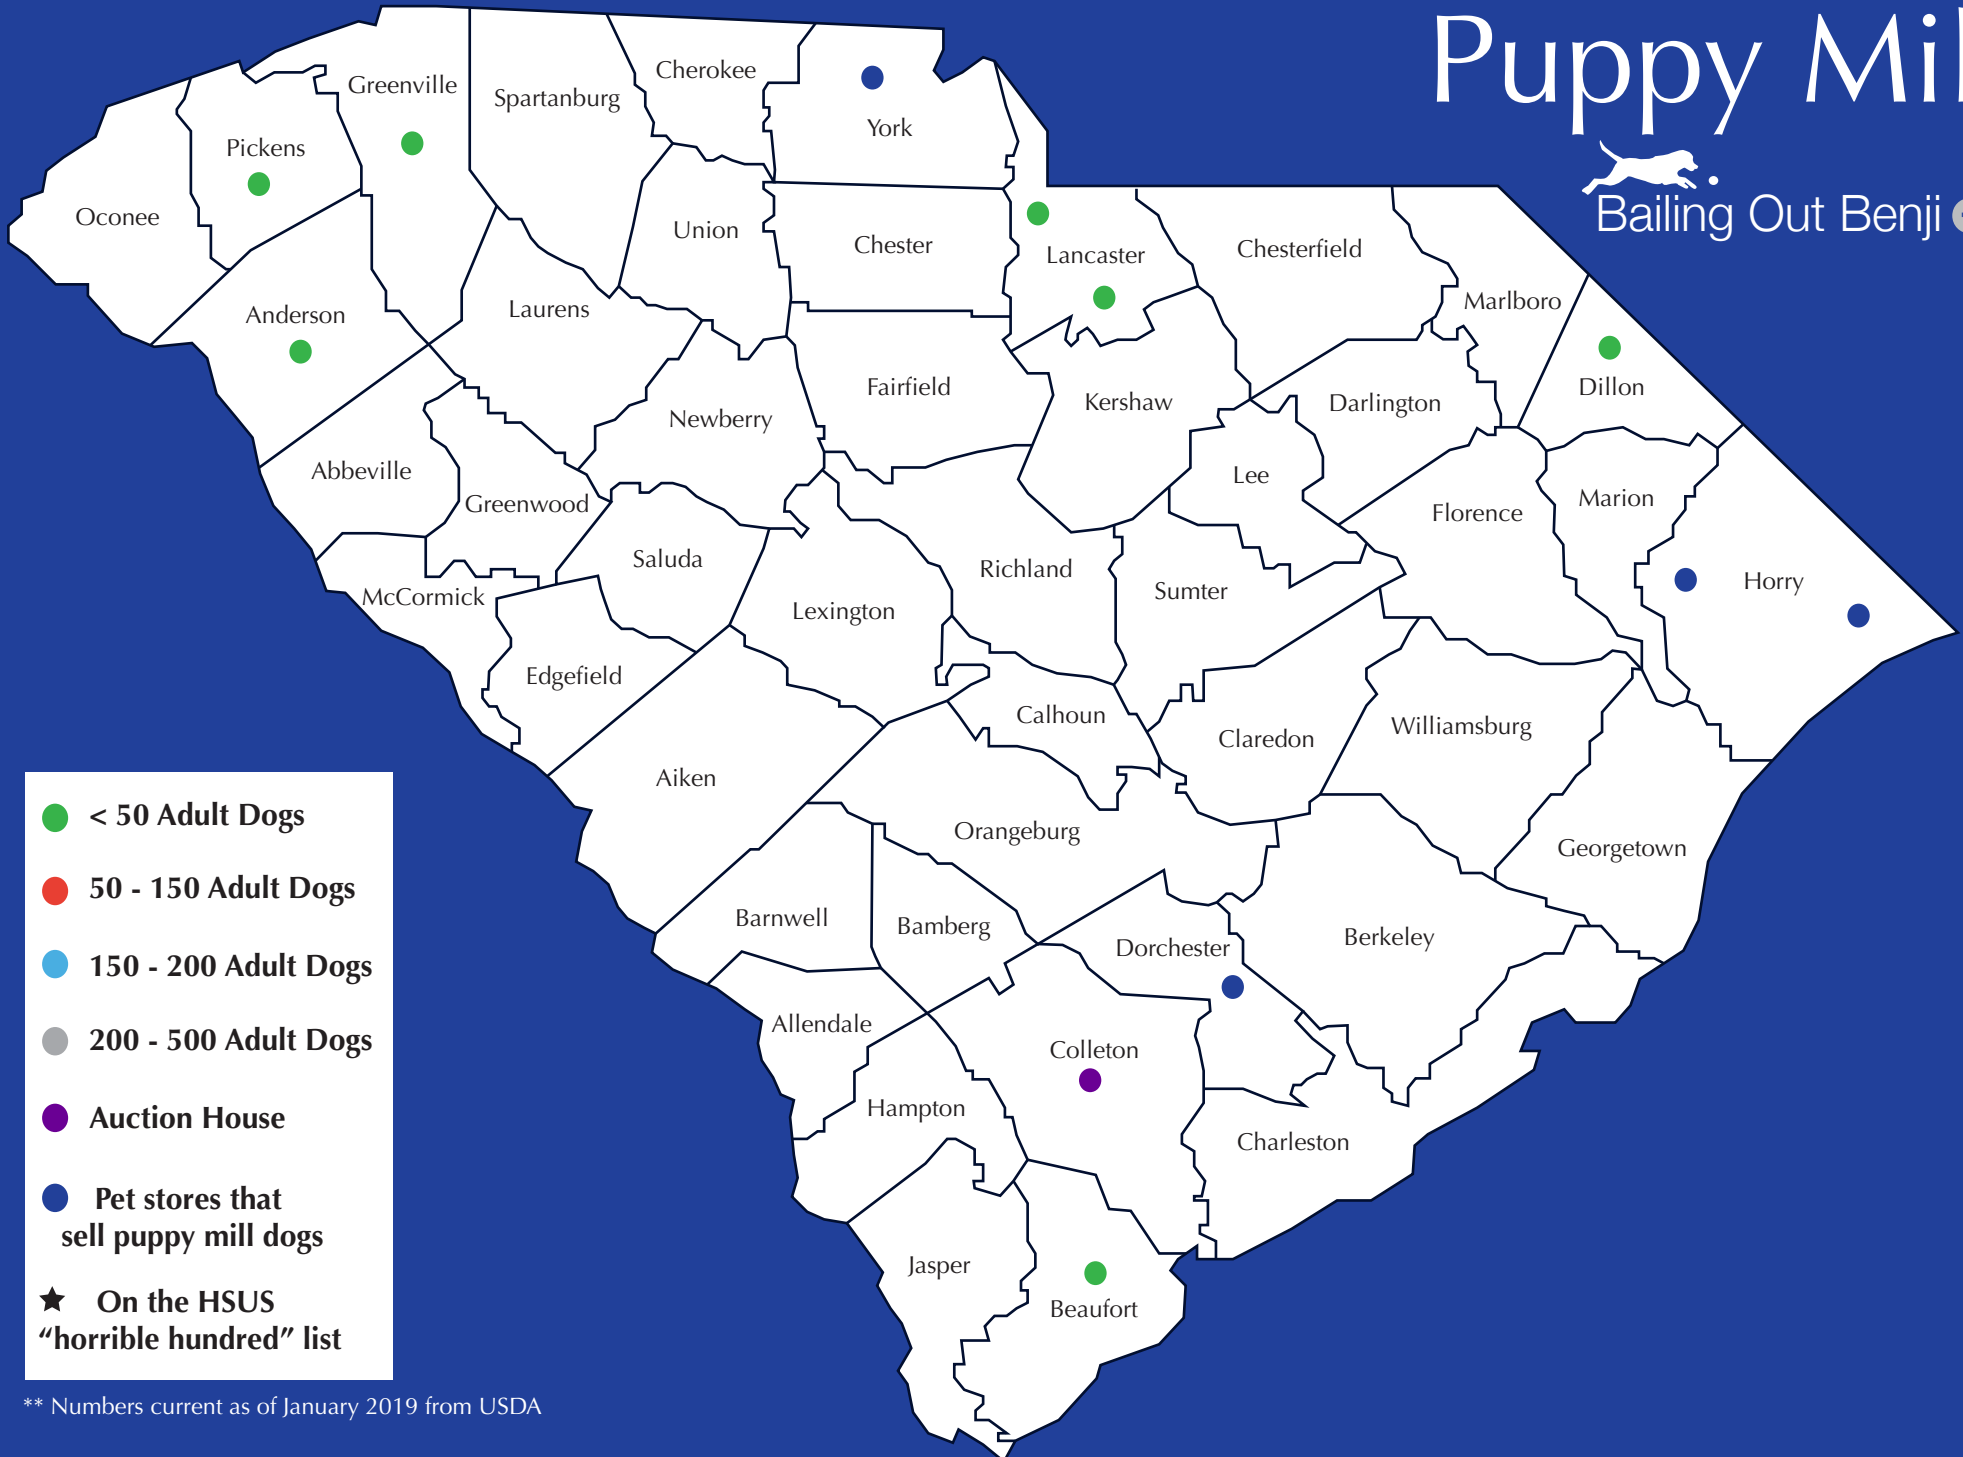 Puppy Mil
Bailing Out Benji
Greenville
Spartanburg
Cherokee
York
Pickens
Oconee
Union
Chester
Lancaster
Chesterfield
Marlboro
Anderson
Laurens
Fairfield
Kershaw
Darlington
Dillon
Newberry
Abbeville
Greenwood
Lee
Florence
Marion
Saluda
Richland
Sumter
Horry
McCormick
Lexington
Edgefield
Calhoun
Claredon
Williamsburg
Aiken
Orangeburg
Georgetown
Barnwell
Bamberg
Dorchester
Berkeley
Allendale
Colleton
Hampton
Charleston
Jasper
Beaufort
< 50 Adult Dogs
50 - 150 Adult Dogs
150 - 200 Adult Dogs
200 - 500 Adult Dogs
Auction House
Pet stores that
sell puppy mill dogs
On the HSUS
“horrible hundred” list
** Numbers current as of January 2019 from USDA